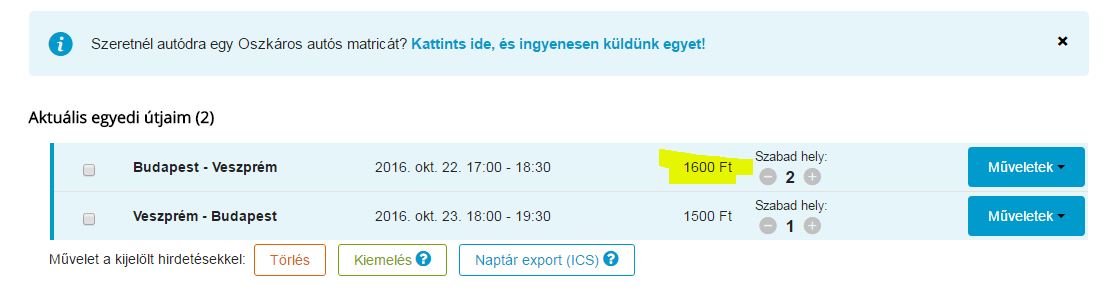 Szeretnél autódra egy Oszkáros autós matricát? Kattints ide, és ingyenesen küldünk egyet!
Aktuális egyedi útjaim (2)
Budapest - Veszprém 2016. okt. 22. 17:00 - 18:30 1600 Ft Szabad hely: 2 Műveletek
Veszprém - Budapest 2016. okt. 23. 18:00 - 19:30 1500 Ft Szabad hely: 1 Műveletek
Művelet a kijelölt hirdetésekkel: Törlés Kiemelés ? Naptár export (ICS) ?